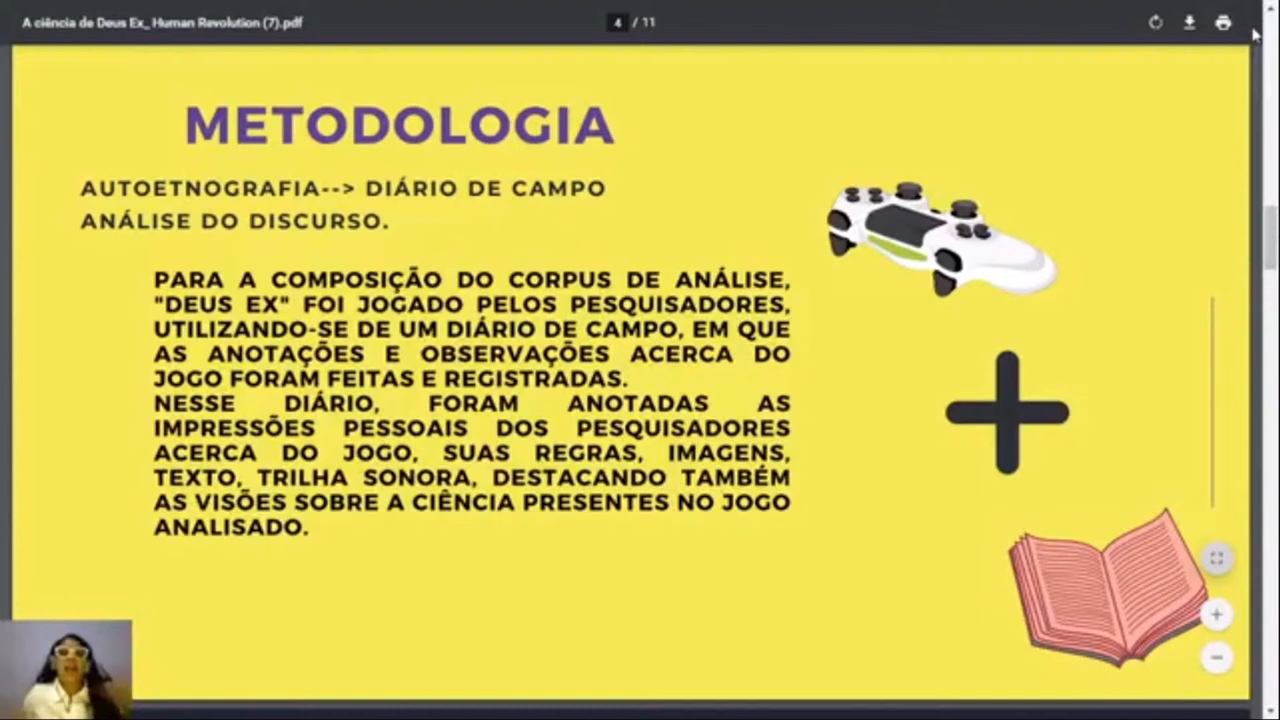 A ciência de Deus Ex_ Human Revolution (7).pdf
4 / 11
METODOLOGIA
AUTOETNOGRAFIA--> DIÁRIO DE CAMPO
ANÁLISE DO DISCURSO.
PARA A COMPOSIÇÃO DO CORPUS DE ANÁLISE,
"DEUS EX" FOI JOGADO PELOS PESQUISADORES,
UTILIZANDO-SE DE UM DIÁRIO DE CAMPO, EM QUE
AS ANOTAÇÕES E OBSERVAÇÕES ACERCA DO
JOGO FORAM FEITAS E REGISTRADAS.
NESSE DIÁRIO, FORAM ANOTADAS AS
IMPRESSÕES PESSOAIS DOS PESQUISADORES
ACERCA DO JOGO, SUAS REGRAS, IMAGENS,
TEXTO, TRILHA SONORA, DESTACANDO TAMBÉM
AS VISÕES SOBRE A CIÊNCIA PRESENTES NO JOGO
ANALISADO.